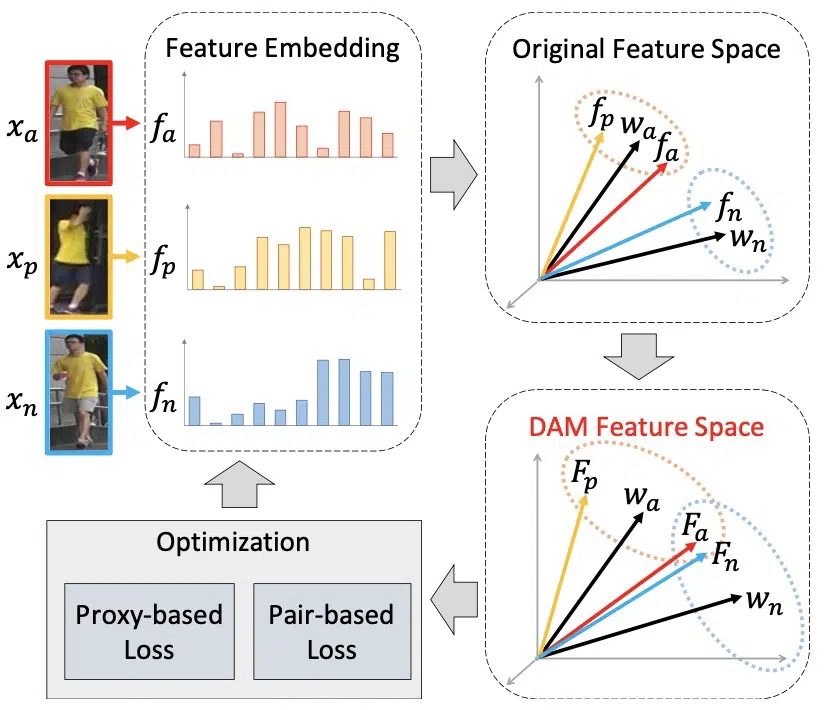 Feature Embedding
x_a
f_a
x_p
f_p
x_n
f_n
Original Feature Space
f_p
w_a
f_a
f_n
w_n
DAM Feature Space
F_p
w_a
F_a
F_n
w_n
Optimization
Proxy-based
Loss
Pair-based
Loss